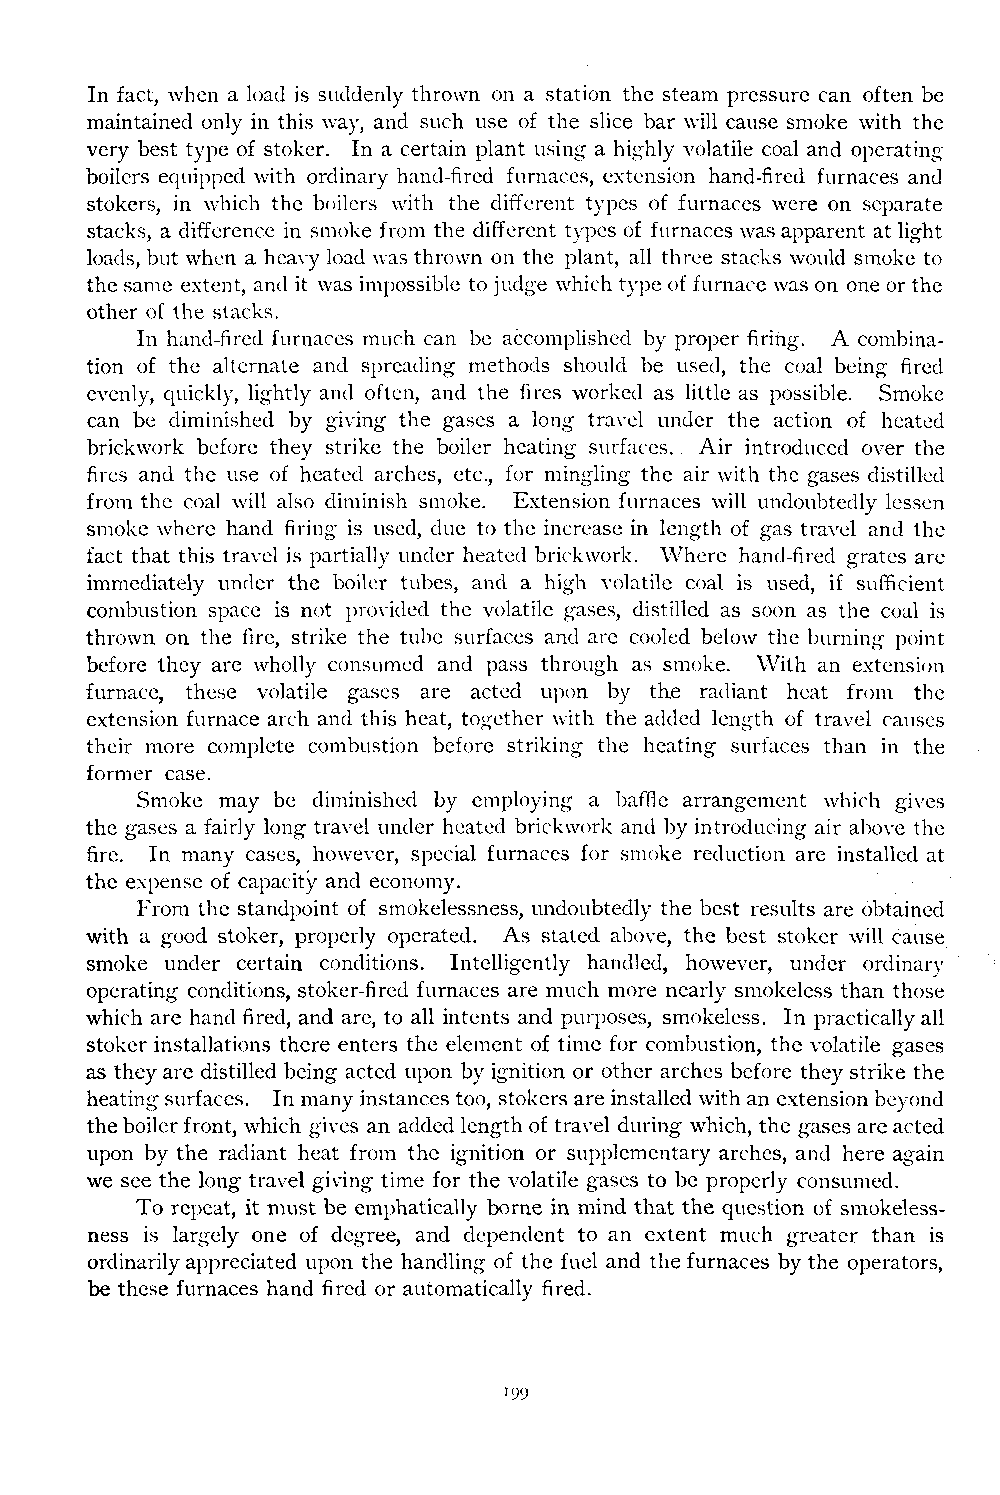 In fact, when a load is suddenly thrown on a station the steam pressure can often be
maintained only in this way, and such use of the slice bar will cause smoke with the
very best type of stoker. In a certain plant using a highly volatile coal and operating
boilers equipped with ordinary hand-fired furnaces, extension hand-fired furnaces and
stokers, in which the boilers with the different types of furnaces were on separate
stacks, a difference in smoke from the different types of furnaces was apparent at light
loads, but when a heavy load was thrown on the plant, all three stacks would smoke to
the same extent, and it was impossible to judge which type of furnace was on one or the
other of the stacks.
In hand-fired furnaces much can be accomplished by proper firing. A combina-
tion of the alternate and spreading methods should be used, the coal being fired
evenly, quickly, lightly and often, and the fires worked as little as possible. Smoke
can be diminished by giving the gases a long travel under the action of heated
brickwork before they strike the boiler heating surfaces. Air introduced over the
fires and the use of heated arches, etc., for mingling the air with the gases distilled
from the coal will also diminish smoke. Extension furnaces will undoubtedly lessen
smoke where hand firing is used, due to the increase in length of gas travel and the
fact that this travel is partially under heated brickwork. Where hand-fired grates are
immediately under the boiler tubes, and a high volatile coal is used, if sufficient
combustion space is not provided the volatile gases, distilled as soon as the coal is
thrown on the fire, strike the tube surfaces and are cooled below the burning point
before they are wholly consumed and pass through as smoke. With an extension
furnace, these volatile gases are acted upon by the radiant heat from the
extension furnace arch and this heat, together with the added length of travel causes
their more complete combustion before striking the heating surfaces than in the
former case.
Smoke may be diminished by employing a baffle arrangement which gives
the gases a fairly long travel under heated brickwork and by introducing air above the
fire. In many cases, however, special furnaces for smoke reduction are installed at
the expense of capacity and economy.
From the standpoint of smokelessness, undoubtedly the best results are obtained
with a good stoker, properly operated. As stated above, the best stoker will cause
smoke under certain conditions. Intelligently handled, however, under ordinary
operating conditions, stoker-fired furnaces are much more nearly smokeless than those
which are hand fired, and are, to all intents and purposes, smokeless. In practically all
stoker installations there enters the element of time for combustion, the volatile gases
as they are distilled being acted upon by ignition or other arches before they strike the
heating surfaces. In many instances too, stokers are installed with an extension beyond
the boiler front, which gives an added length of travel during which, the gases are acted
upon by the radiant heat from the ignition or supplementary arches, and here again
we see the long travel giving time for the volatile gases to be properly consumed.
To repeat, it must be emphatically borne in mind that the question of smokeless-
ness is largely one of degree, and dependent to an extent much greater than is
ordinarily appreciated upon the handling of the fuel and the furnaces by the operators,
be these furnaces hand fired or automatically fired.
199